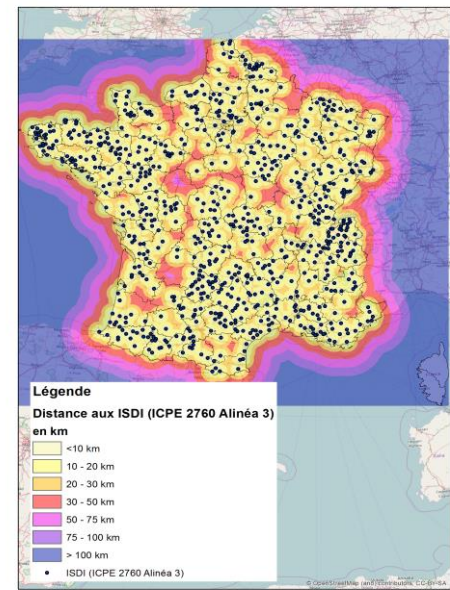 Légende
Distance aux ISDI (ICPE 2760 Alinéa 3)
en km
<10 km
10 - 20 km
20 - 30 km
30 - 50 km
50 - 75 km
75 - 100 km
> 100 km
ISDI (ICPE 2760 Alinéa 3)
© OpenStreetMap (and) contributors, CC-BY-SA